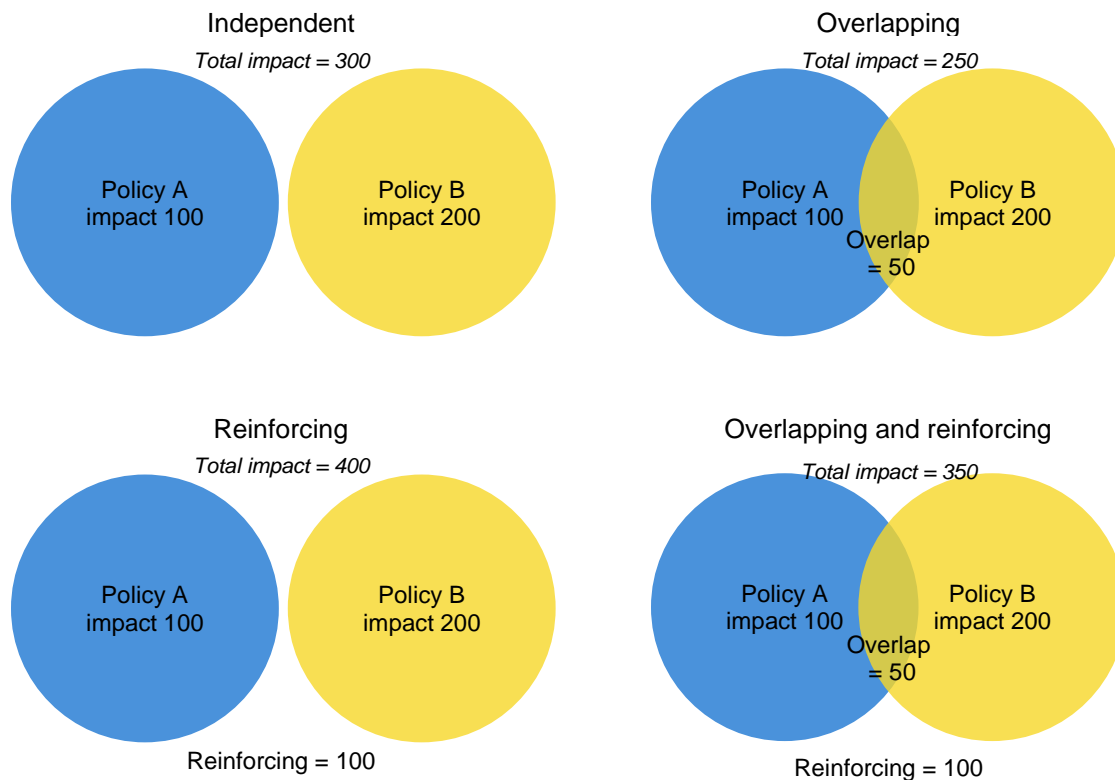 Independent
Total impact = 300
Policy A
impact 100
Policy B
impact 200
Overlapping
Total impact = 250
Policy A
impact 100
Policy B
impact 200
Overlap
= 50
Reinforcing
Total impact = 400
Policy A
impact 100
Policy B
impact 200
Reinforcing = 100
Overlapping and reinforcing
Total impact = 350
Policy A
impact 100
Policy B
impact 200
Overlap
= 50
Reinforcing = 100